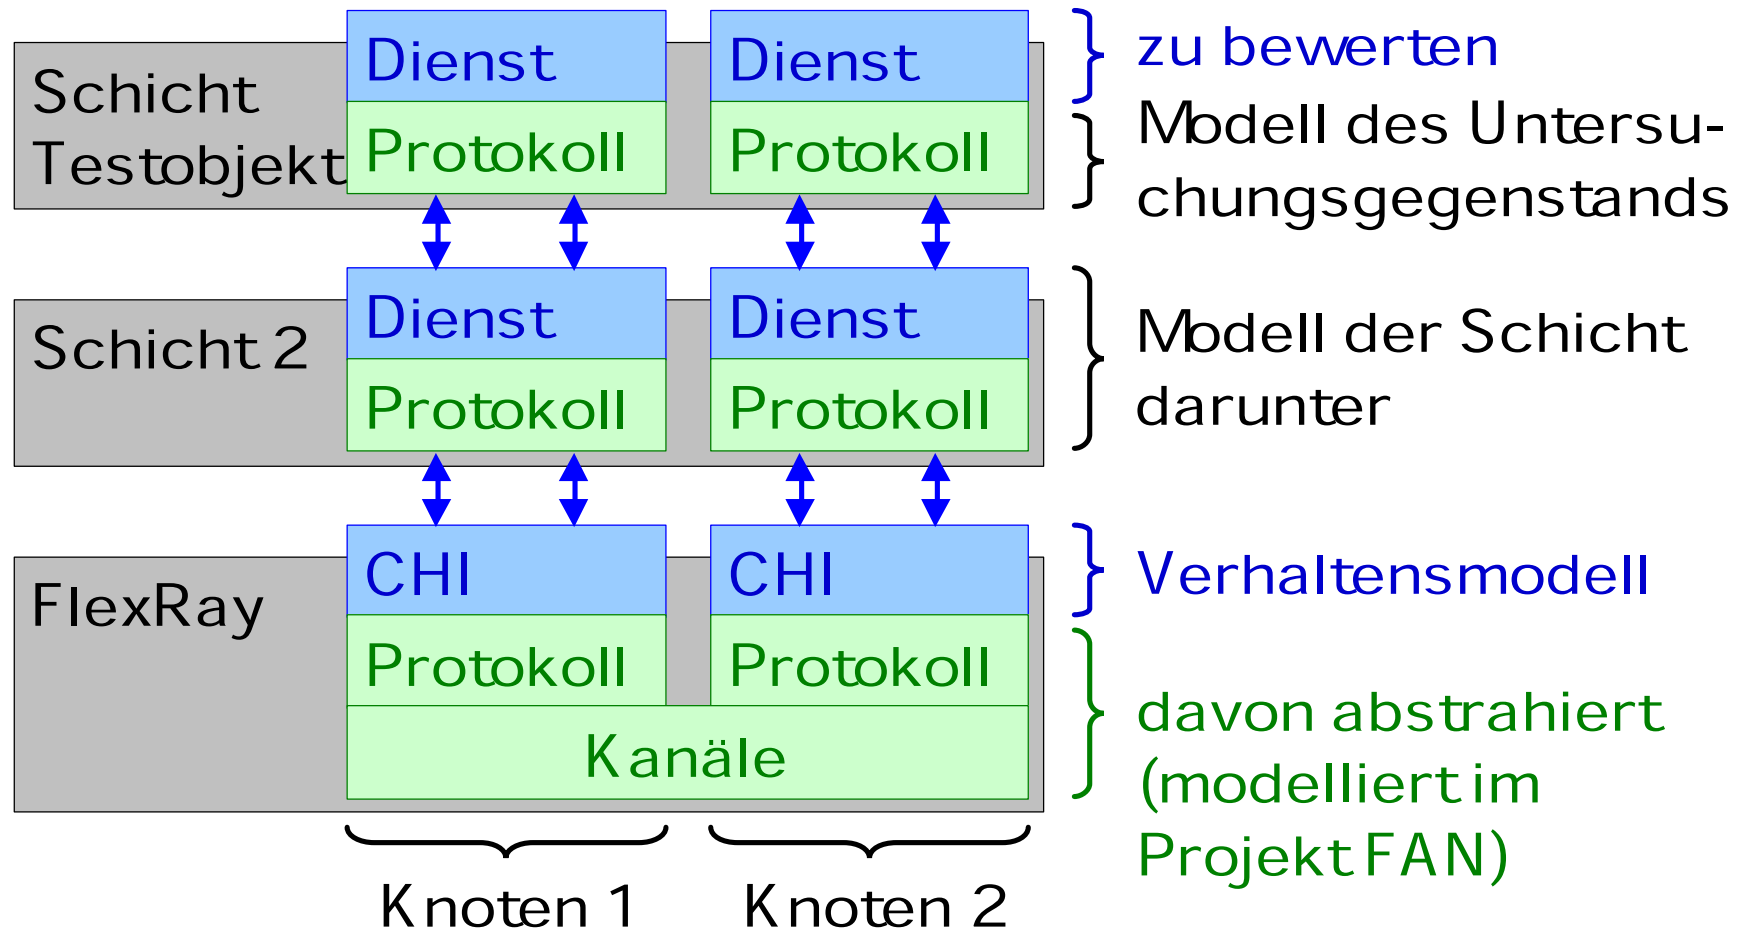 Dienst
Dienst
zu bewerten
Schicht
Testobjekt
Protokoll
Protokoll
Modell des Untersu-
chungsgegenstands
Schicht 2
Dienst
Dienst
Protokoll
Protokoll
Modell der Schicht
darunter
FlexRay
CHI
CHI
Verhaltensmodell
Protokoll
Protokoll
Kanäle
davon abstrahiert
(modelliert im
Projekt FAN)
Knoten 1
Knoten 2